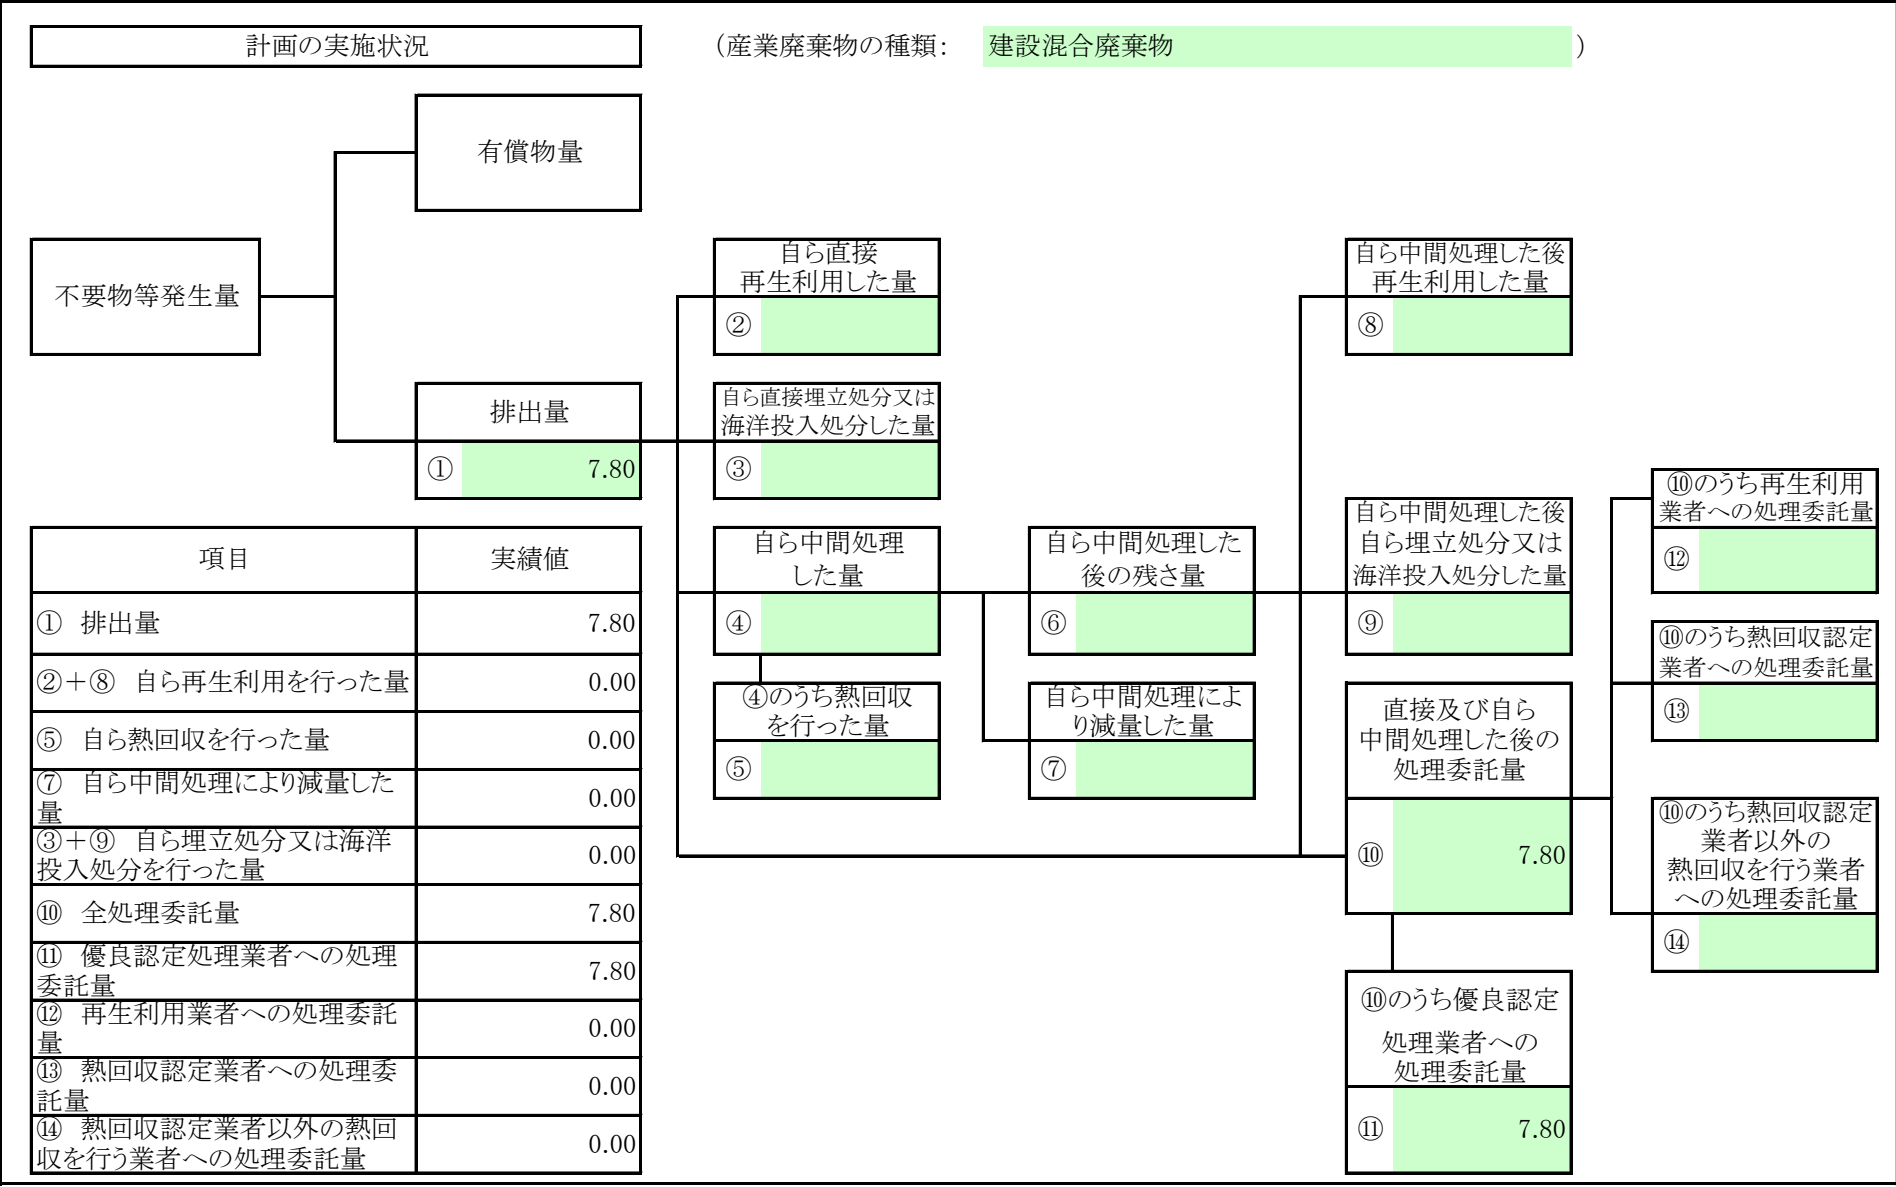 計画の実施状況
（産業廃棄物の種類： 建設混合廃棄物 ）
有償物量
不要物等発生量
自ら直接
再生利用した量
②
自ら中間処理した後
再生利用した量
⑧
排出量
① 7.80
自ら直接埋立処分又は
海洋投入処分した量
③
自ら中間処理
した量
④
自ら中間処理した
後の残さ量
⑥
自ら中間処理した後
自ら埋立処分又は
海洋投入処分した量
⑨
⑩のうち再生利用
業者への処理委託量
⑫
⑩のうち熱回収認定
業者への処理委託量
⑬
④のうち熱回収
を行った量
⑤
自ら中間処理によ
り減量した量
⑦
直接及び自ら
中間処理した後の
処理委託量
⑩ 7.80
⑩のうち熱回収認定
業者以外の
熱回収を行う業者
への処理委託量
⑭
⑩のうち優良認定
処理業者への
処理委託量
⑪ 7.80
項目 実績値
① 排出量 7.80
②＋⑧ 自ら再生利用を行った量 0.00
⑤ 自ら熱回収を行った量 0.00
⑦ 自ら中間処理により減量した
量 0.00
③＋⑨ 自ら埋立処分又は海洋
投入処分を行った量 0.00
⑩ 全処理委託量 7.80
⑪ 優良認定処理業者への処理
委託量 7.80
⑫ 再生利用業者への処理委託
量 0.00
⑬ 熱回収認定業者への処理委
託量 0.00
⑭ 熱回収認定業者以外の熱回
収を行う業者への処理委託量 0.00